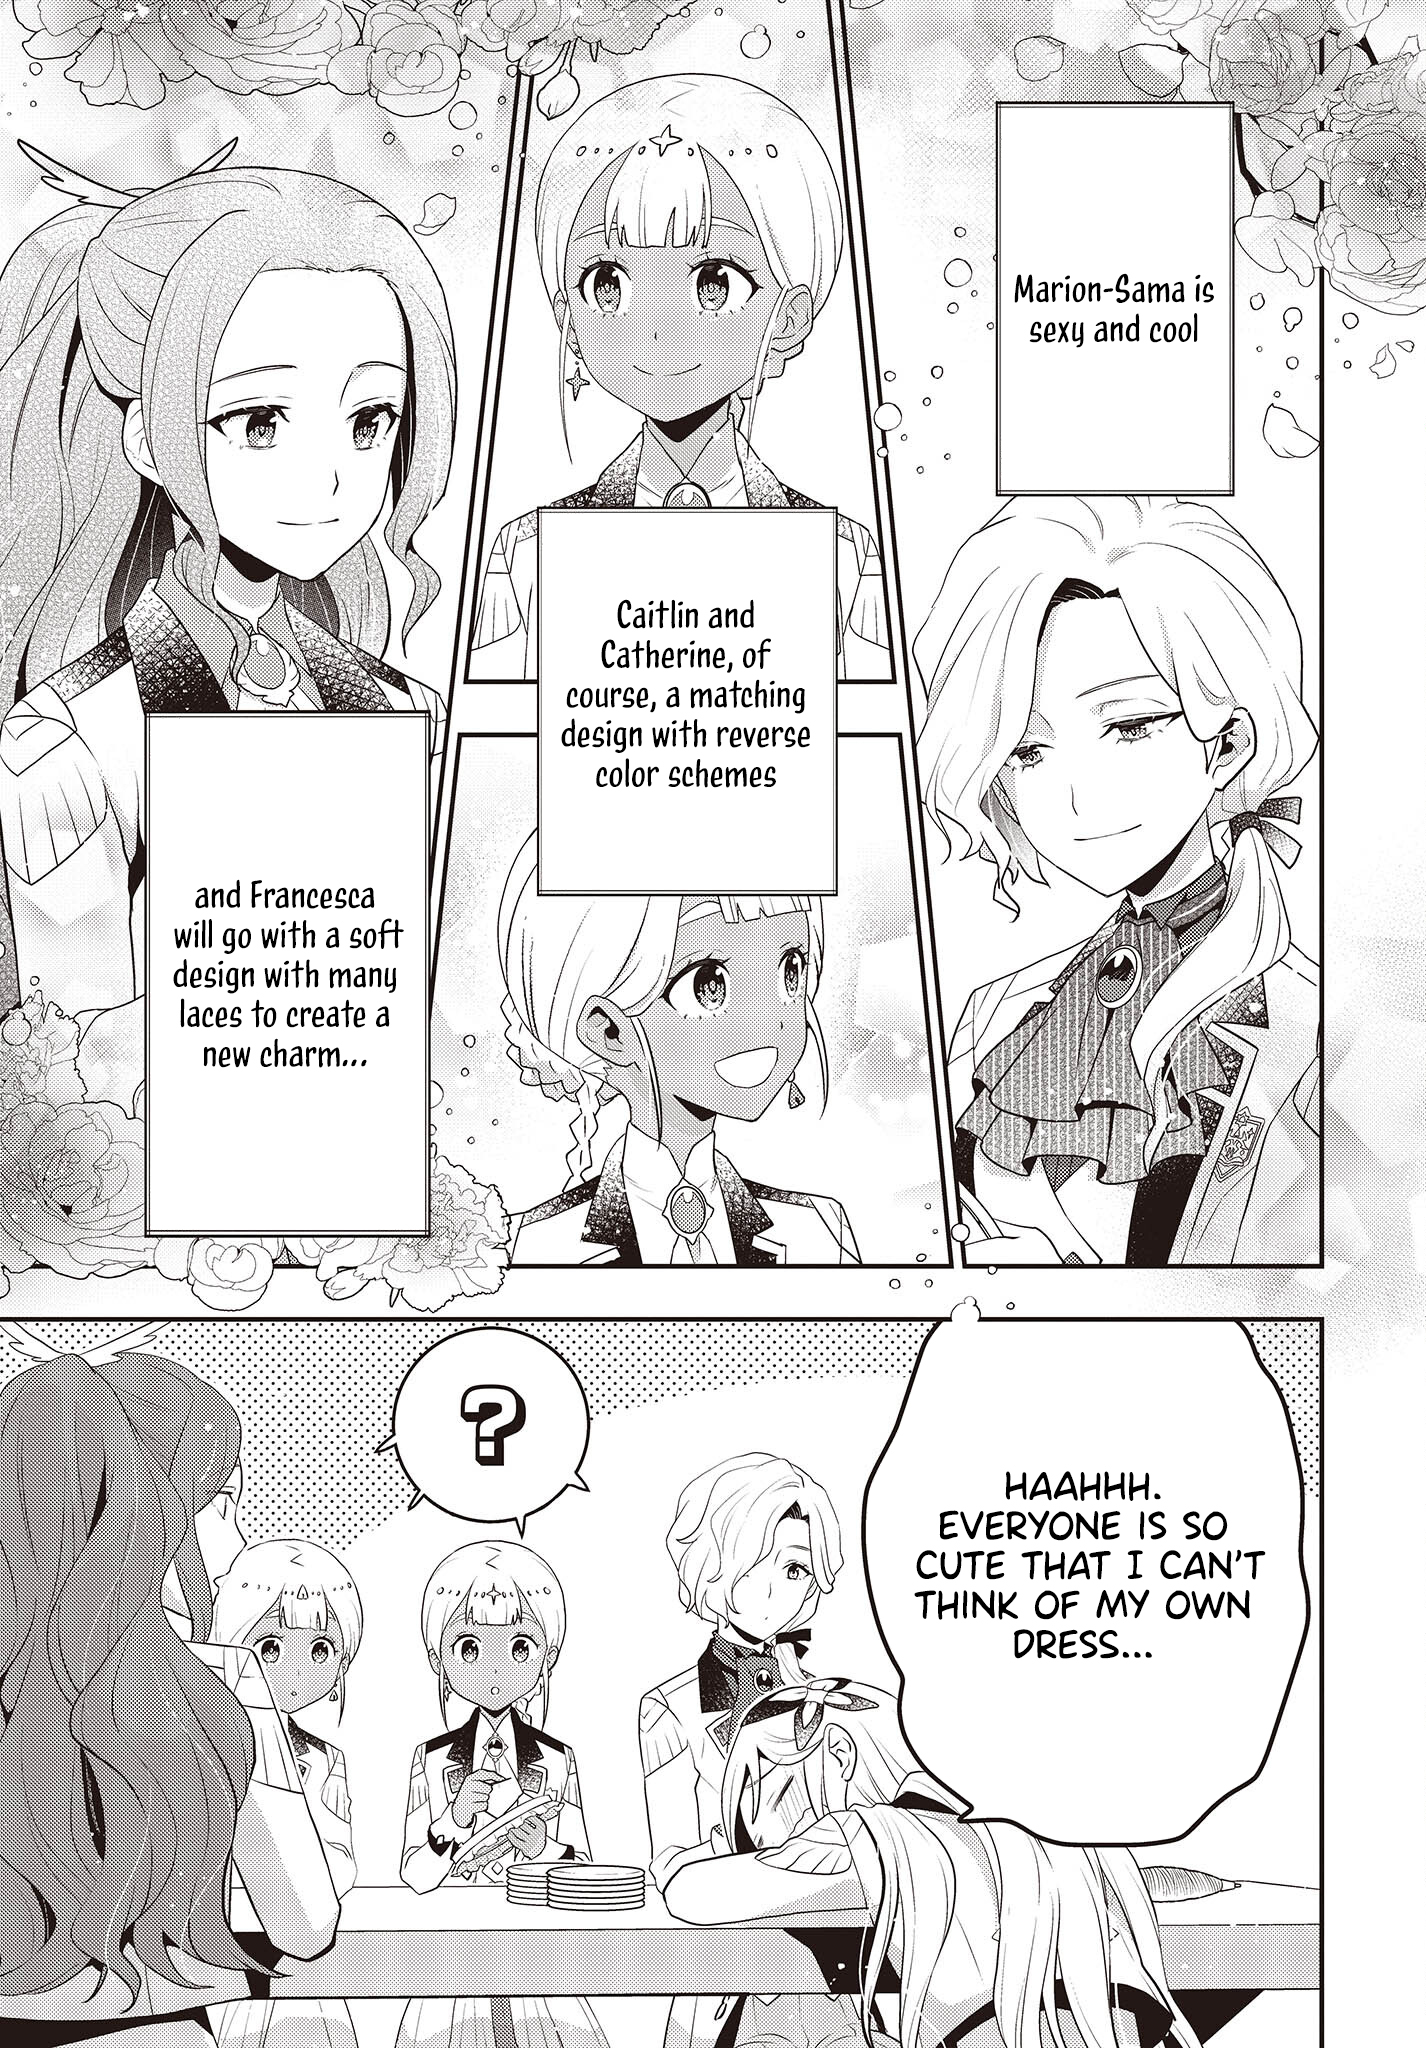 Marion-Sama is
sexy and cool
Caitlin and
Catherine, of
course, a matching
design with reverse
color schemes
and Francesca
will go with a soft
design with many
laces to create a
new charm...
HAAHHH.
EVERYONE IS SO
CUTE THAT I CAN'T
THINK OF MY OWN
DRESS...
?